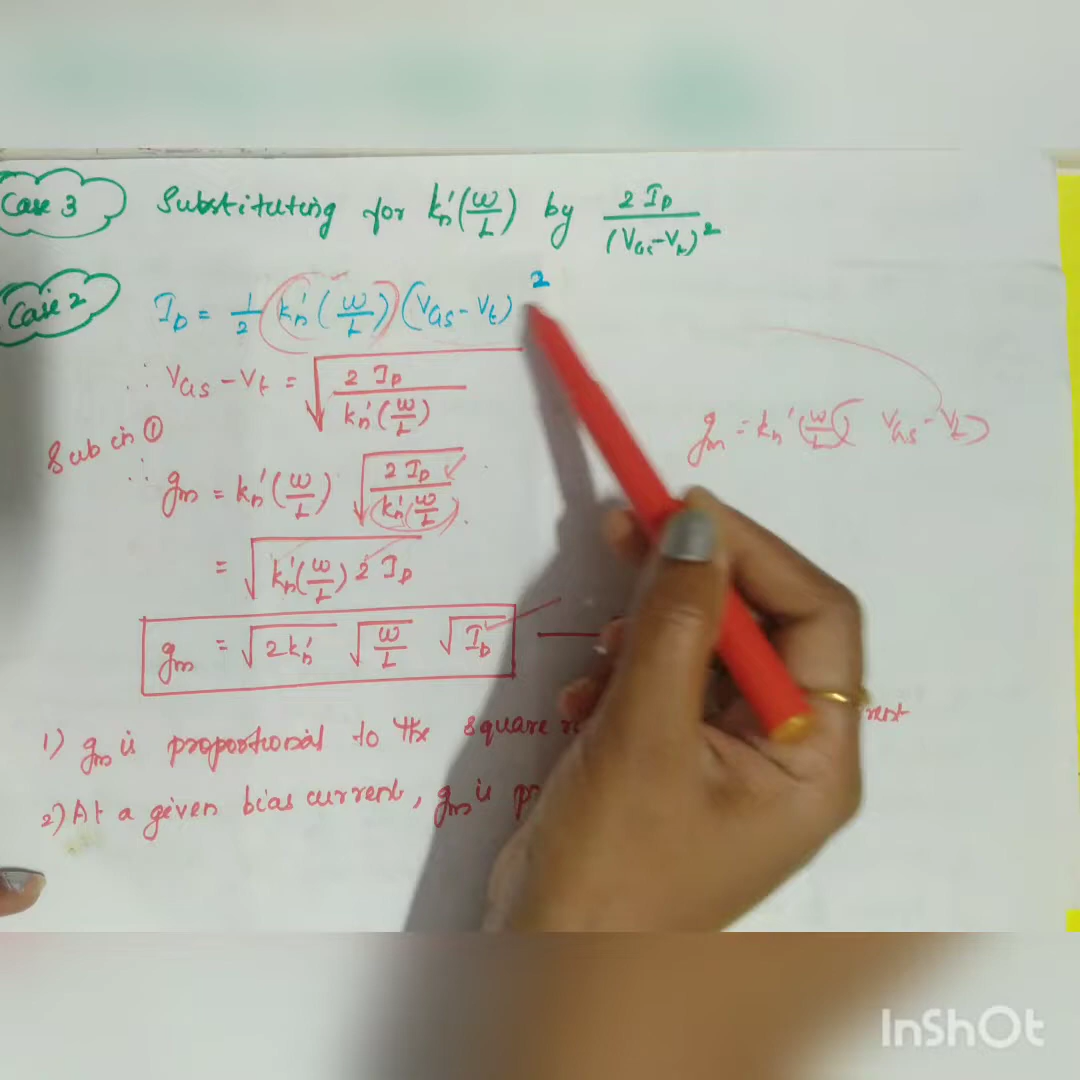 Case 3 Substituting for kn'(W/L) by 2ID/(VGS-Vt)²
Case 2 ID = 1/2 kn'(W/L)(VGS-Vt)²
∴ VGS-Vt = √(2ID/kn'(W/L))
gm = kn'(W/L)(VGS-Vt)
Sub in ①
∴ gm = kn'(W/L) √(2ID/kn'(W/L))
= √(kn'(W/L) 2ID)
gm = √2kn' √W/L √ID
1) gm is proportional to the square
2) At a given bias current, gm is
InShOt